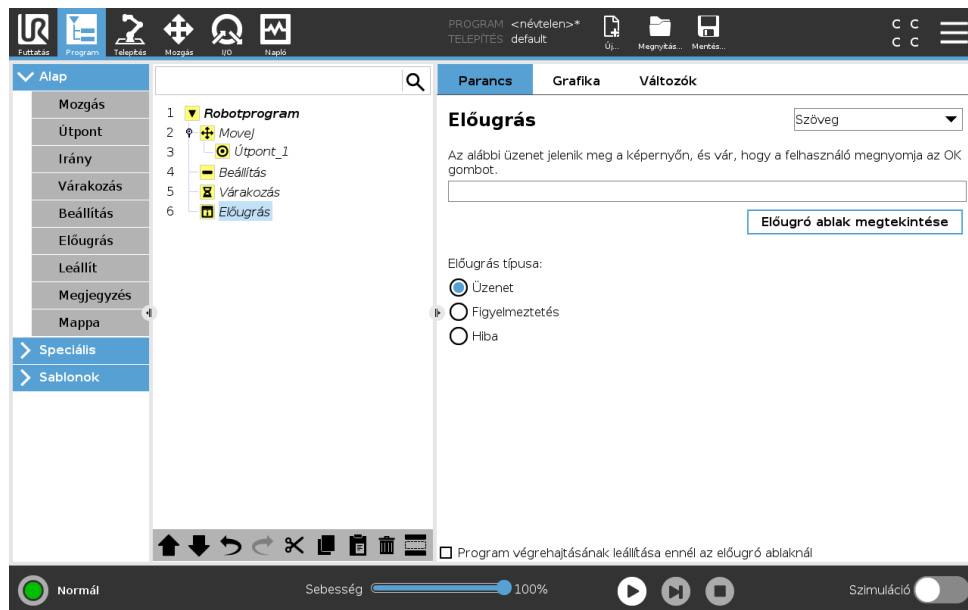 UR
Futtatás
Program
Telepítés
Mozgás
I/O
Napló
PROGRAM <névtelen>*
TELEPÍTÉS default
Új...
Megnyitás...
Mentés...
C C
C C
Alap
Mozgás
Útpont
Irány
Várakozás
Beállítás
Előugrás
Leállít
Megjegyzés
Mappa
Speciális
Sablonok
1 Robotprogram
2 MoveJ
3 Útpont_1
4 Beállítás
5 Várakozás
6 Előugrás
Parancs Grafika Változók
Előugrás
Szöveg
Az alábbi üzenet jelenik meg a képernyőn, és vár, hogy a felhasználó megnyomja az OK
gombot.
Előugró ablak megtekintése
Előugrás típusa:
Üzenet
Figyelmeztetés
Hiba
Program végrehajtásának leállítása ennél az előugró ablaknál
Normál
Sebesség 100%
Szimuláció